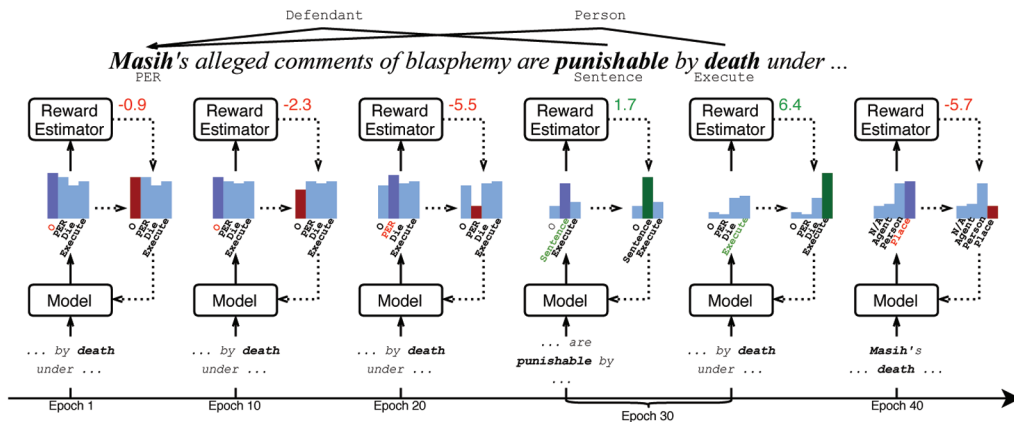 Defendant Person
Masih's alleged comments of blasphemy are punishable by death under ...
PER Sentence Execute
Reward Estimator -0.9
Reward Estimator -2.3
Reward Estimator -5.5
Reward Estimator 1.7
Reward Estimator 6.4
Reward Estimator -5.7
O PER Die Execute
O PER Die Execute
O PER Die Execute
O PER Die Execute
O PER Die Execute
O PER Die Execute
O Sentence Execute
O Sentence Execute
O PER Die Execute
O PER Die Execute
N/A Agent Person Place
N/A Agent Person Place
Model
Model
Model
Model
Model
Model
... by death
under ...
... by death
under ...
... by death
under ...
... are
punishable by
...
... by death
under ...
Masih's
... death ...
Epoch 1
Epoch 10
Epoch 20
Epoch 30
Epoch 40